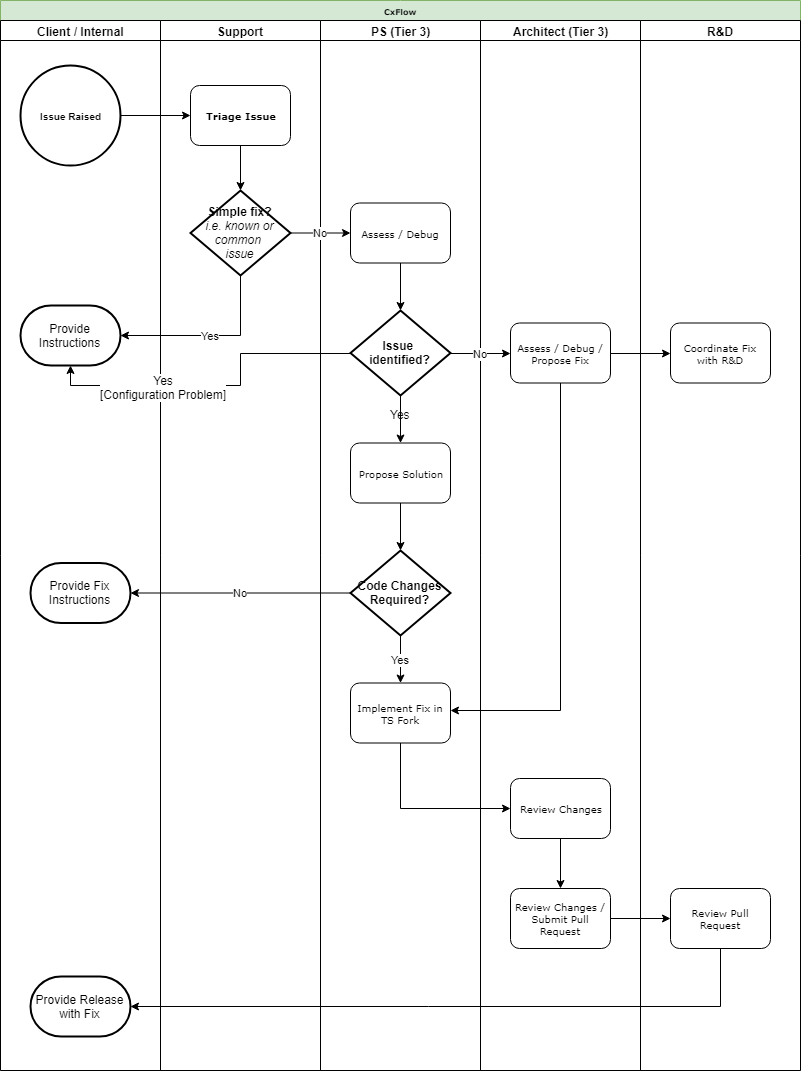 CxFlow
Client / Internal
Support
PS (Tier 3)
Architect (Tier 3)
R&D
Issue Raised
Triage Issue
Simple fix?
i.e. known or
common
issue
No
Assess / Debug
Yes
Provide
Instructions
Issue
identified?
No
Assess / Debug /
Propose Fix
Coordinate Fix
with R&D
Yes
[Configuration Problem]
Yes
Propose Solution
Code Changes
Required?
No
Provide Fix
Instructions
Yes
Implement Fix in
TS Fork
Review Changes
Review Changes /
Submit Pull
Request
Review Pull
Request
Provide Release
with Fix